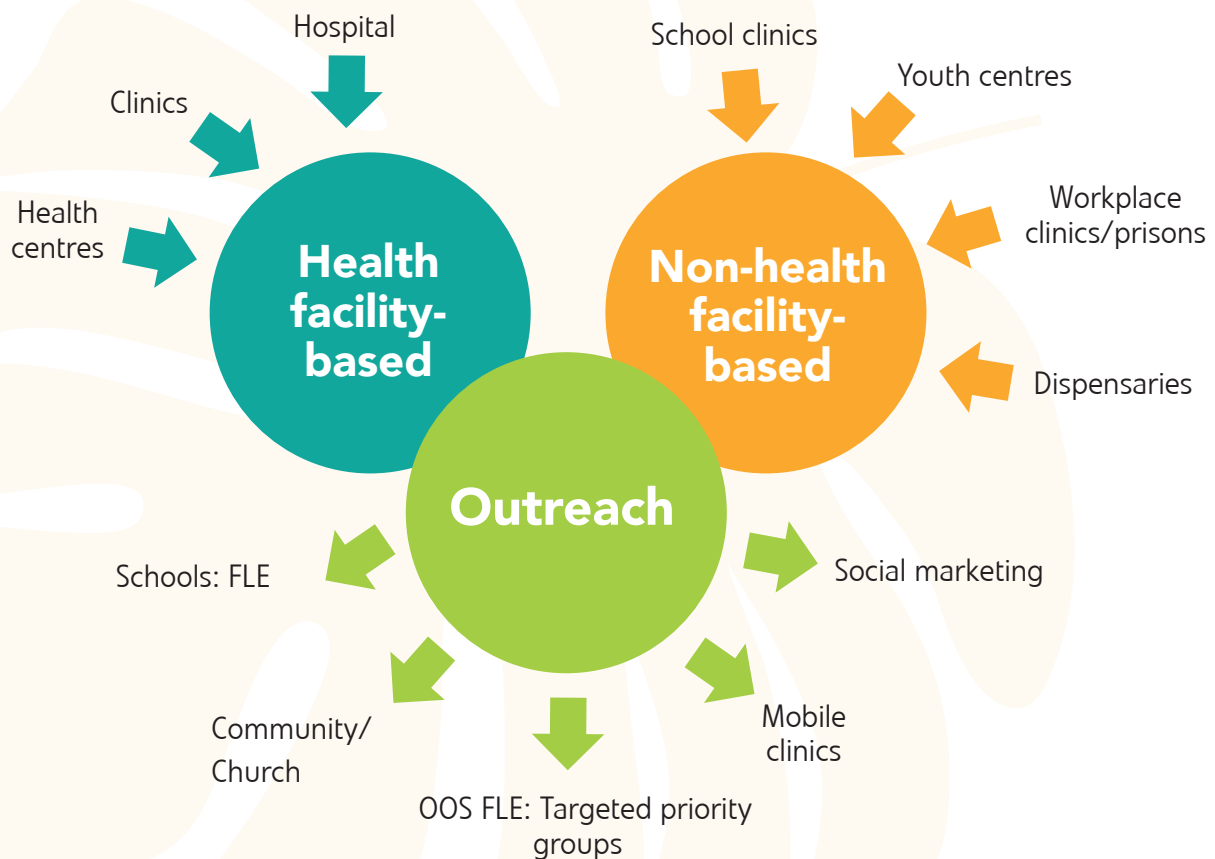 Hospital
Clinics
Health
centres
Health
facility-
based
School clinics
Youth centres
Workplace
clinics/prisons
Dispensaries
Non-health
facility-
based
Outreach
Schools: FLE
Community/
Church
OOS FLE: Targeted priority
groups
Mobile
clinics
Social marketing